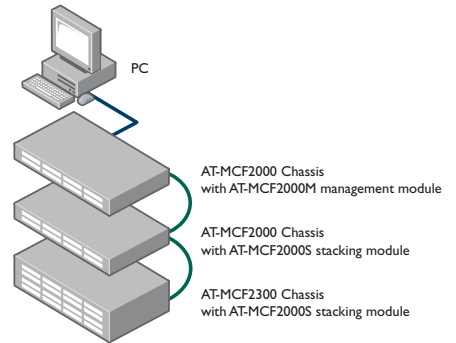 PC
AT-MCF2000 Chassis
with AT-MCF2000M management module
AT-MCF2000 Chassis
with AT-MCF2000S stacking module
AT-MCF2300 Chassis
with AT-MCF2000S stacking module